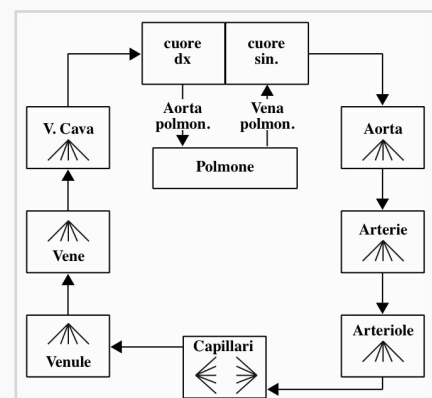 cuore
dx
cuore
sin.
Aorta
polmon.
Vena
polmon.
V. Cava
Aorta
Polmone
Vene
Arterie
Venule
Capillari
Arteriole